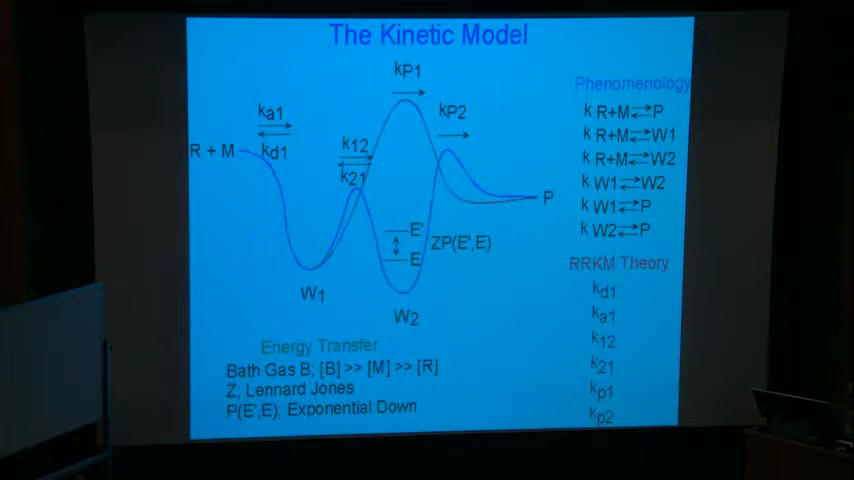 The Kinetic Model
kP1
ka1
kP2
k12
R + M
kd1
k21
P
E'
E
ZP(E',E)
W1
W2
Phenomenology
k R+M⇄P
k R+M⇄W1
k R+M⇄W2
k W1⇄W2
k W1⇄P
k W2⇄P
RRKM Theory
kd1
ka1
k12
k21
kp1
kp2
Energy Transfer
Bath Gas B; [B] >> [M] >> [R]
Z; Lennard Jones
P(E',E); Exponential Down